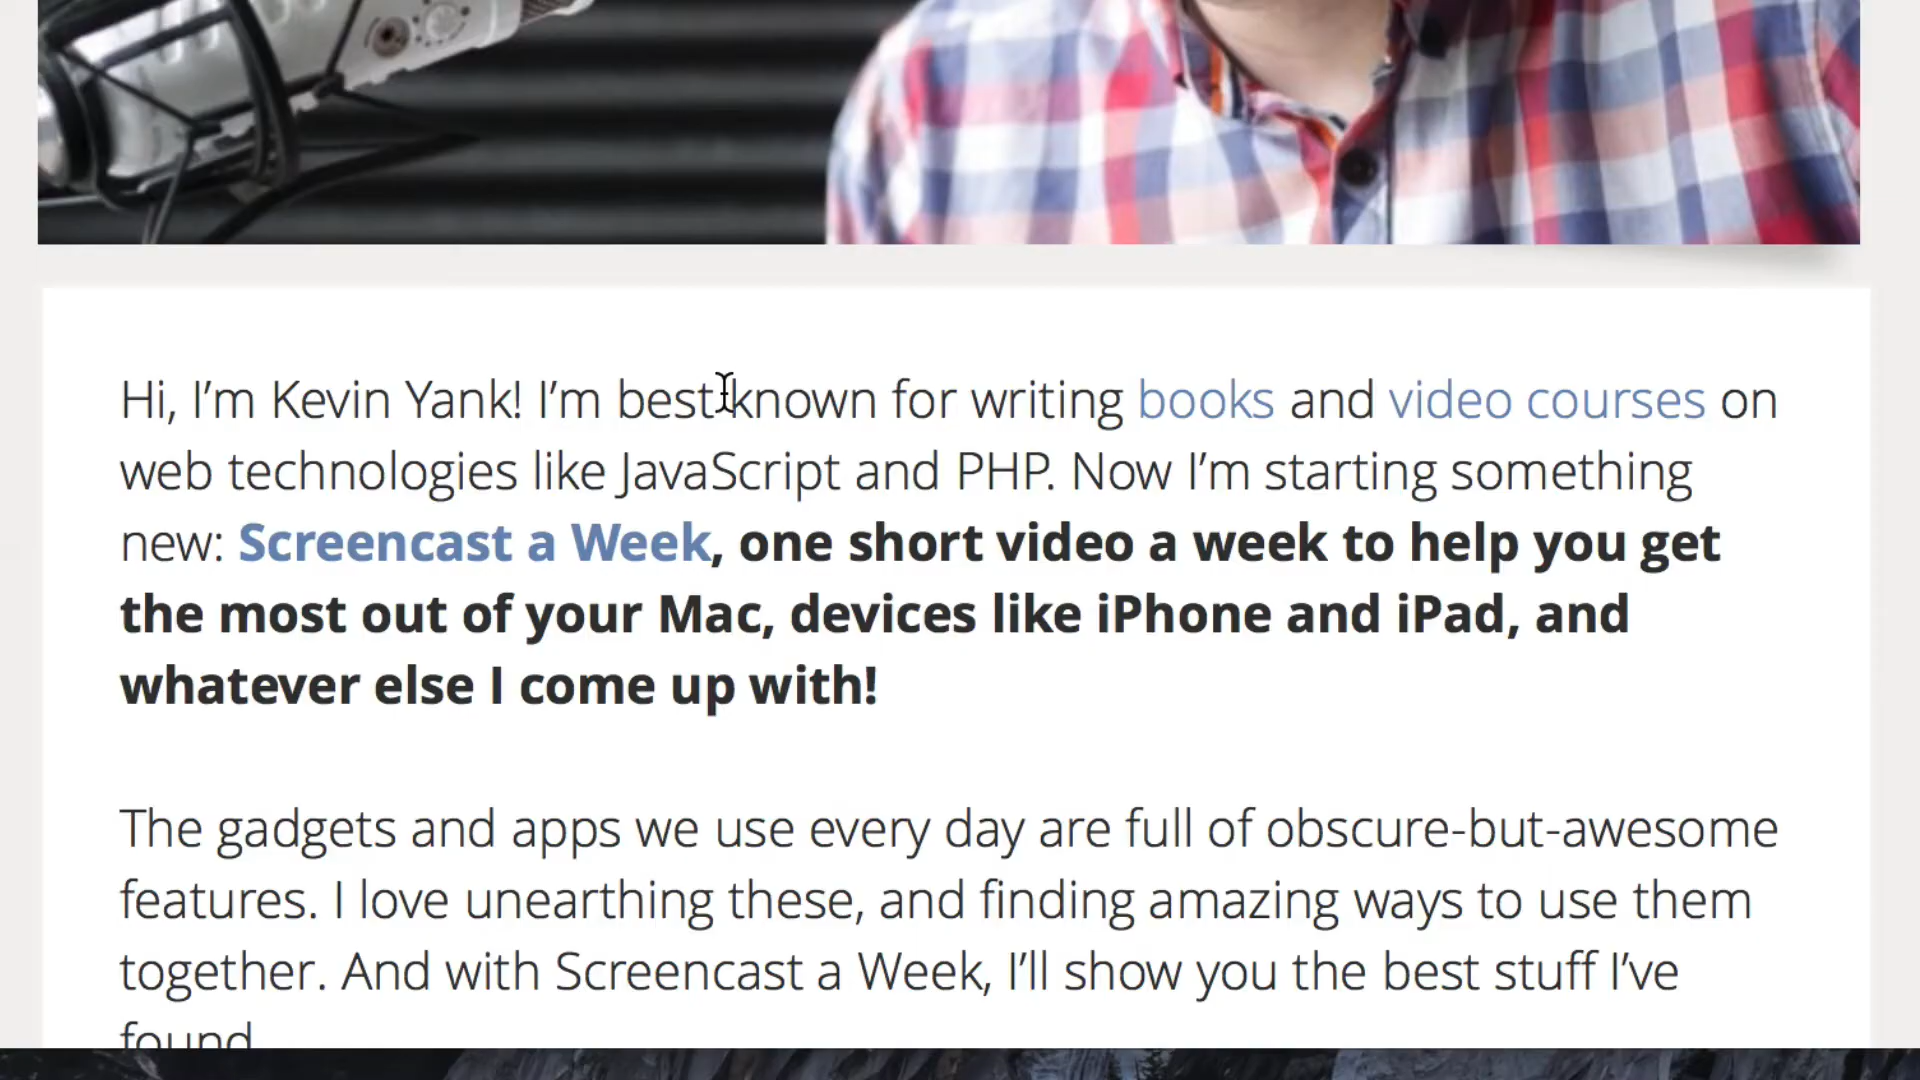 Hi, I’m Kevin Yank! I’m best known for writing books and video courses on
web technologies like JavaScript and PHP. Now I’m starting something
new: Screencast a Week, one short video a week to help you get
the most out of your Mac, devices like iPhone and iPad, and
whatever else I come up with!
The gadgets and apps we use every day are full of obscure-but-awesome
features. I love unearthing these, and finding amazing ways to use them
together. And with Screencast a Week, I’ll show you the best stuff I’ve
found